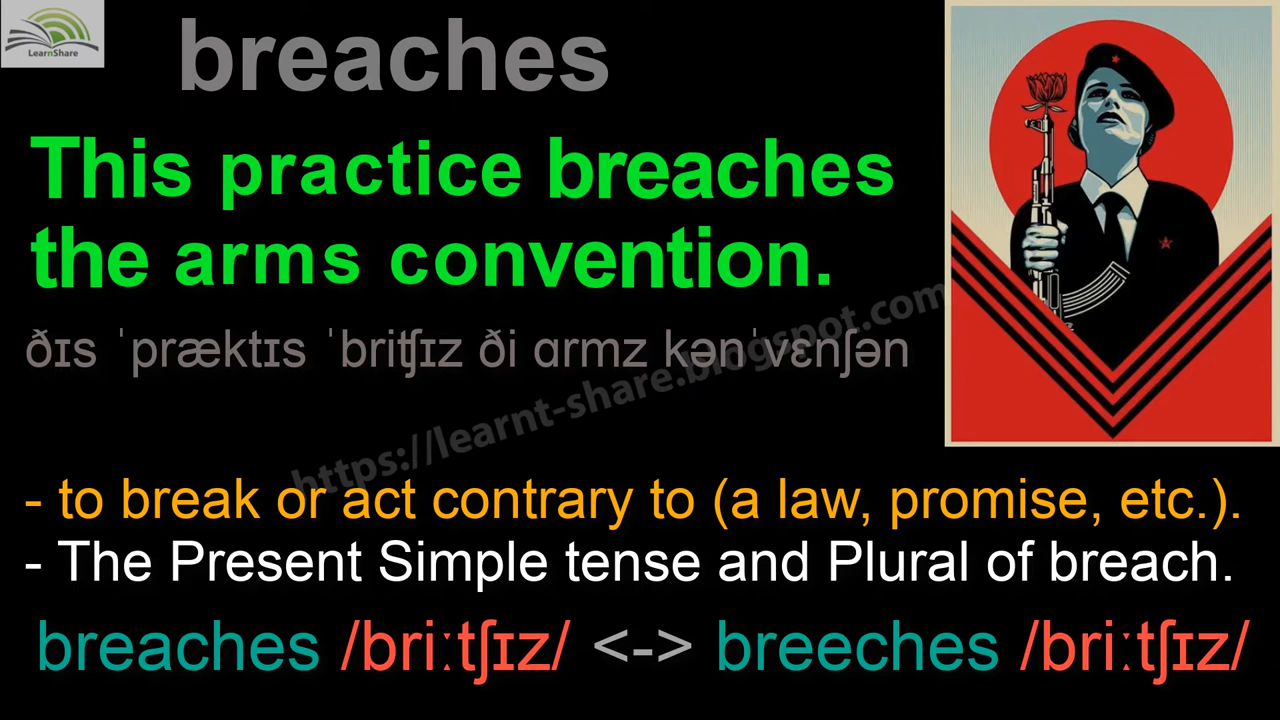 LearnShare
breaches
This practice breaches
the arms convention.
ðɪs ˈpræktɪs ˈbriʧɪz ði ɑrmz kənˈvɛnʃən
https://learnt-share.blogspot.com
- to break or act contrary to (a law, promise, etc.).
- The Present Simple tense and Plural of breach.
breaches /briːtʃɪz/ <-> breeches /briːtʃɪz/